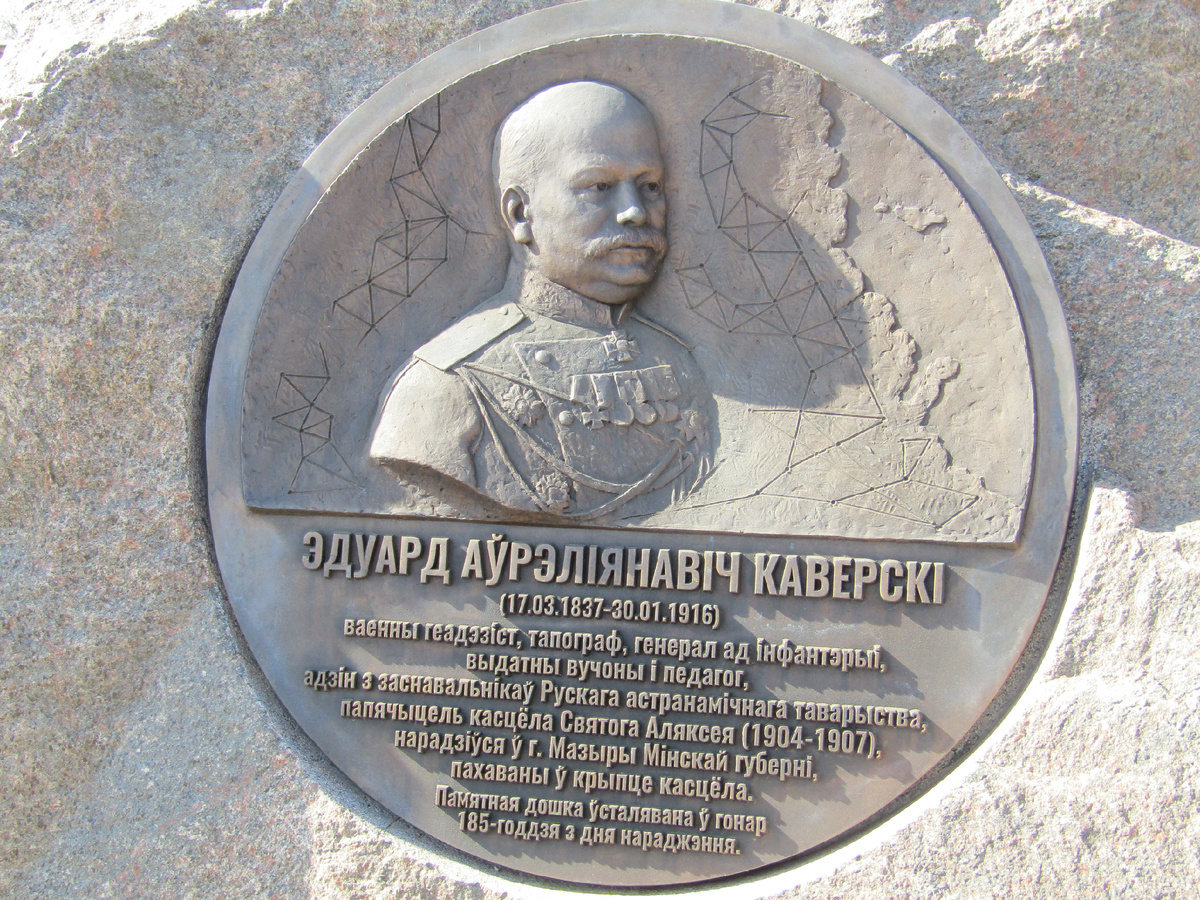 ЭДУАРД АЎРЭЛІЯНАВІЧ КАВЕРСКІ
(17.03.1837-30.01.1916)
ваенны геадэзіст, тапограф, генерал ад інфантэрыі,
выдатны вучоны і педагог,
адзін з заснавальнікаў Рускага астранамічнага таварыства,
папячыцель касцёла Святога Аляксея (1904-1907),
нарадзіўся ў г. Мазыры Мінскай губерні,
пахаваны ў крыпце касцёла.
Памятная дошка ўсталявана ў гонар
185-годдзя з дня нараджэння.